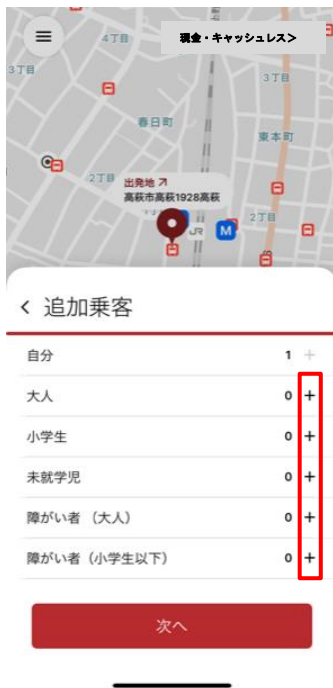 4丁目
現金・キャッシュレス＞
3丁目
3丁目
春日町
東本町
2丁目
出発地
高萩市高萩1928高萩
2丁目
JR
M
追加乗客
自分 1 +
大人 0 +
小学生 0 +
未就学児 0 +
障がい者 （大人） 0 +
障がい者（小学生以下） 0 +
次へ